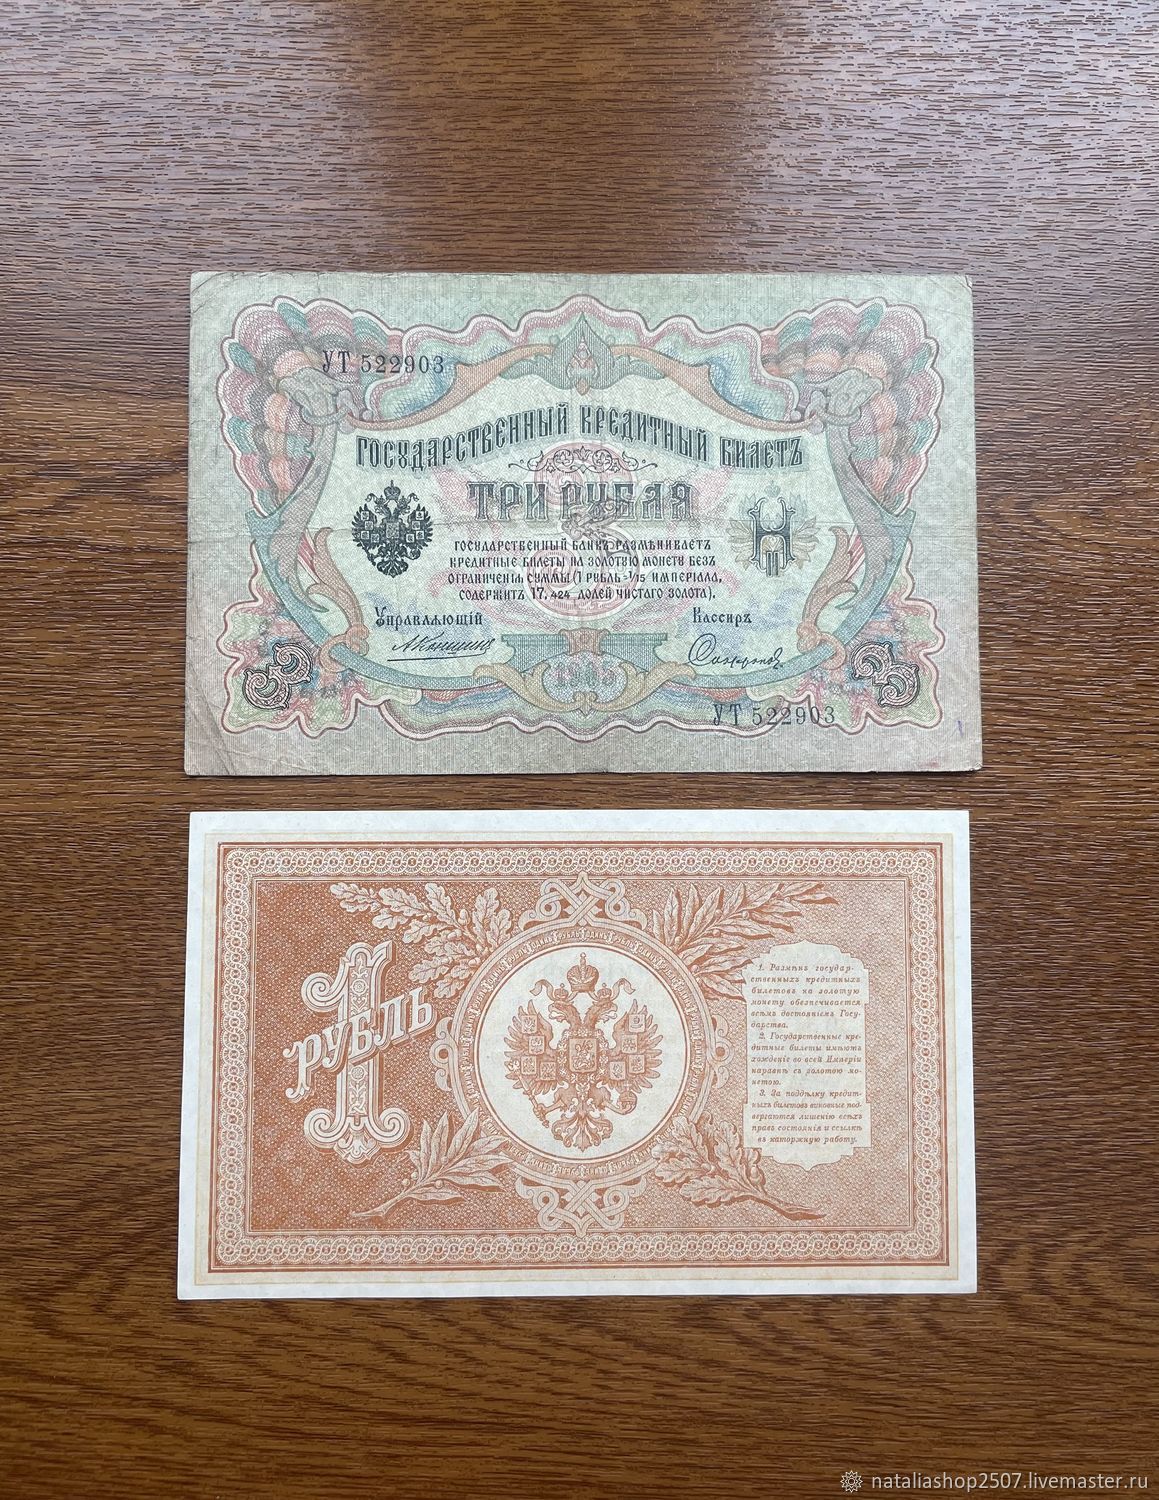 УТ 522903
ГОСУДАРСТВЕННЫЙ КРЕДИТНЫЙ БИЛЕТЪ
ТРИ РУБЛЯ
ГОСУДАРСТВЕННЫЙ БАНКЪ РАЗМѢНИВАЕТЪ
КРЕДИТНЫЕ БИЛЕТЫ НА ЗОЛОТУЮ МОНЕТУ БЕЗЪ
ОГРАНИЧЕНІЯ СУММЫ (1 РУБЛЬ = 1/15 ИМПЕРІАЛА,
СОДЕРЖИТЪ 17,424 ДОЛЕЙ ЧИСТАГО ЗОЛОТА).
Управляющій
Кассиръ
АКоншинъ
Софроновъ
3
1905
3
УТ 522903
1
РУБЛЬ
1. Размѣнъ государ-
ственныхъ кредитныхъ
билетовъ на золотую
монету обезпечивается
всѣмъ достояніемъ Госу-
дарства.
2. Государственные кре-
дитные билеты имѣютъ
хожденіе во всей Имперіи
наравнѣ съ золотою мо-
нетою.
3. За поддѣлку кредит-
ныхъ билетовъ виновные под-
вергаются лишенію всѣхъ
правъ состоянія и ссылкѣ
въ каторжную работу.
nataliashop2507.livemaster.ru